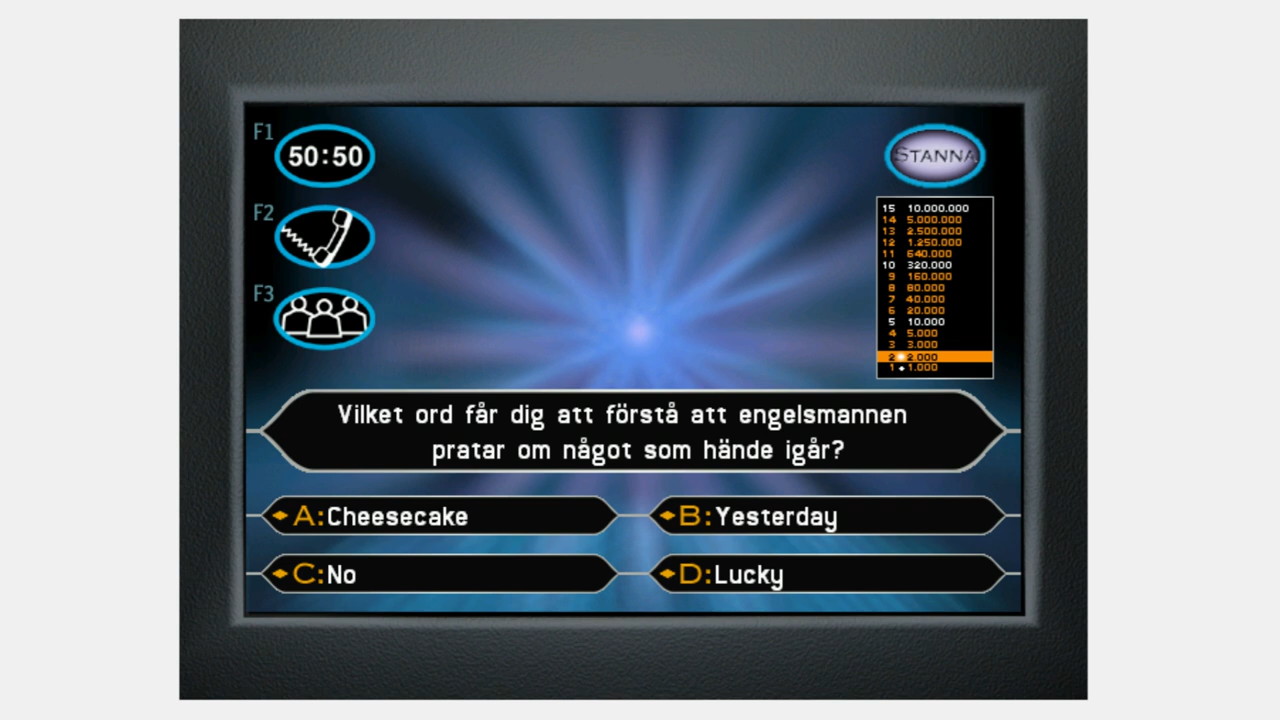 F1
50:50
STANNA
F2
F3
15 10.000.000
14 5.000.000
13 2.500.000
12 1.250.000
11 640.000
10 320.000
9 160.000
8 80.000
7 40.000
6 20.000
5 10.000
4 5.000
3 3.000
2 2.000
1 1.000
Vilket ord får dig att förstå att engelsmannen
pratar om något som hände igår?
A:Cheesecake
B:Yesterday
C:No
D:Lucky